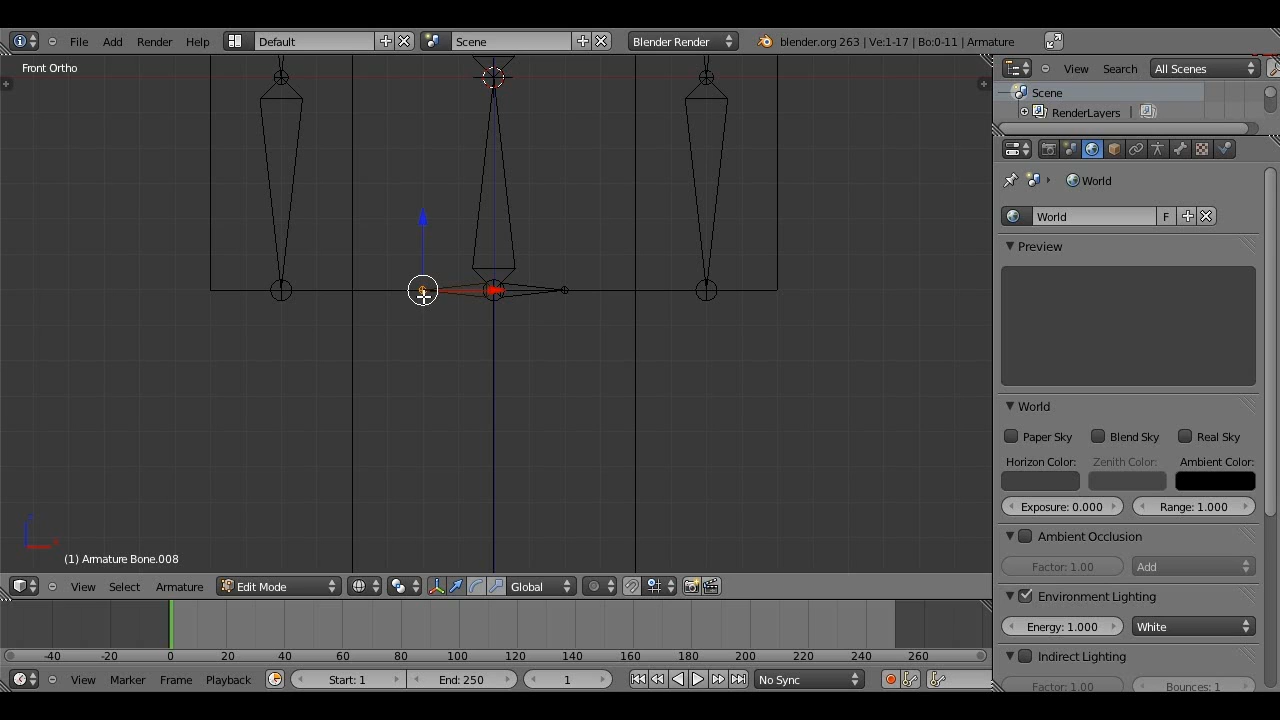 File Add Render Help Default Scene Blender Render blender.org 263 | Ve:1-17 | Bo:0-11 | Armature
Front Ortho
View Search All Scenes
Scene
RenderLayers
World
World F
Preview
World
Paper Sky Blend Sky Real Sky
Horizon Color: Zenith Color: Ambient Color:
Exposure: 0.000 Range: 1.000
Ambient Occlusion
Factor: 1.00 Add
Environment Lighting
Energy: 1.000 White
Indirect Lighting
Factor: 1.00 Bounces: 1
(1) Armature Bone.008
View Select Armature Edit Mode Global
-40 -20 0 20 40 60 80 100 120 140 160 180 200 220 240 260
View Marker Frame Playback Start: 1 End: 250 1 No Sync